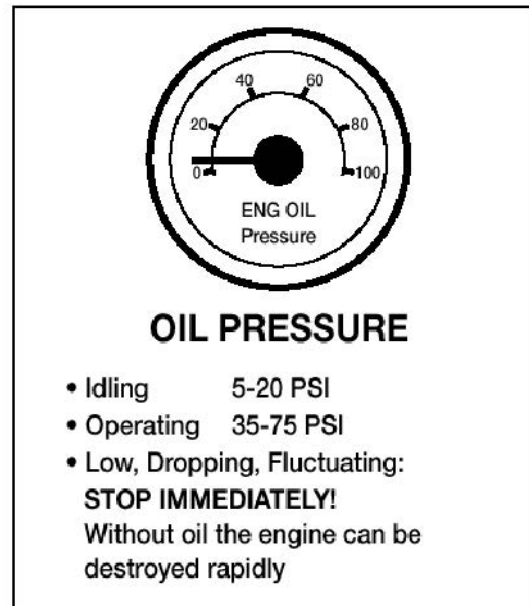 40 60
20 80
0 100
ENG OIL
Pressure
OIL PRESSURE
• Idling 5-20 PSI
• Operating 35-75 PSI
• Low, Dropping, Fluctuating:
STOP IMMEDIATELY!
Without oil the engine can be
destroyed rapidly